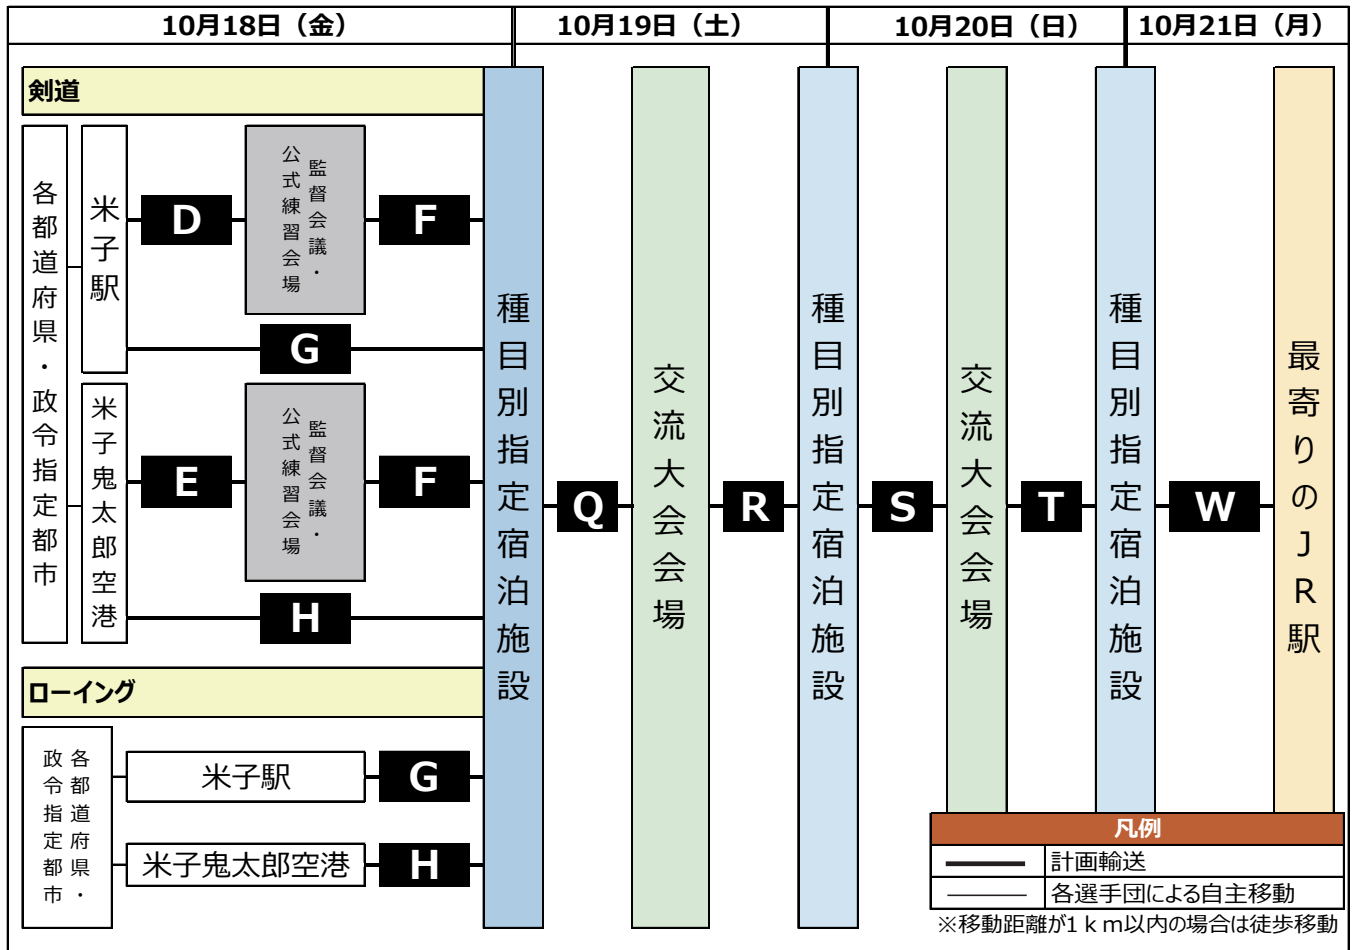 10月18日（金）
10月19日（土）
10月20日（日）
10月21日（月）
剣道
各都道府県・政令指定都市
米子駅
D
監督会議・
公式練習会場
F
G
米子鬼太郎空港
E
監督会議・
公式練習会場
F
H
ローイング
各都道府県・
政令指定都市
米子駅
G
米子鬼太郎空港
H
種目別指定宿泊施設
Q
交流大会会場
R
種目別指定宿泊施設
S
交流大会会場
T
種目別指定宿泊施設
W
最寄りのJR駅
凡例
計画輸送
各選手団による自主移動
※移動距離が1ｋｍ以内の場合は徒歩移動